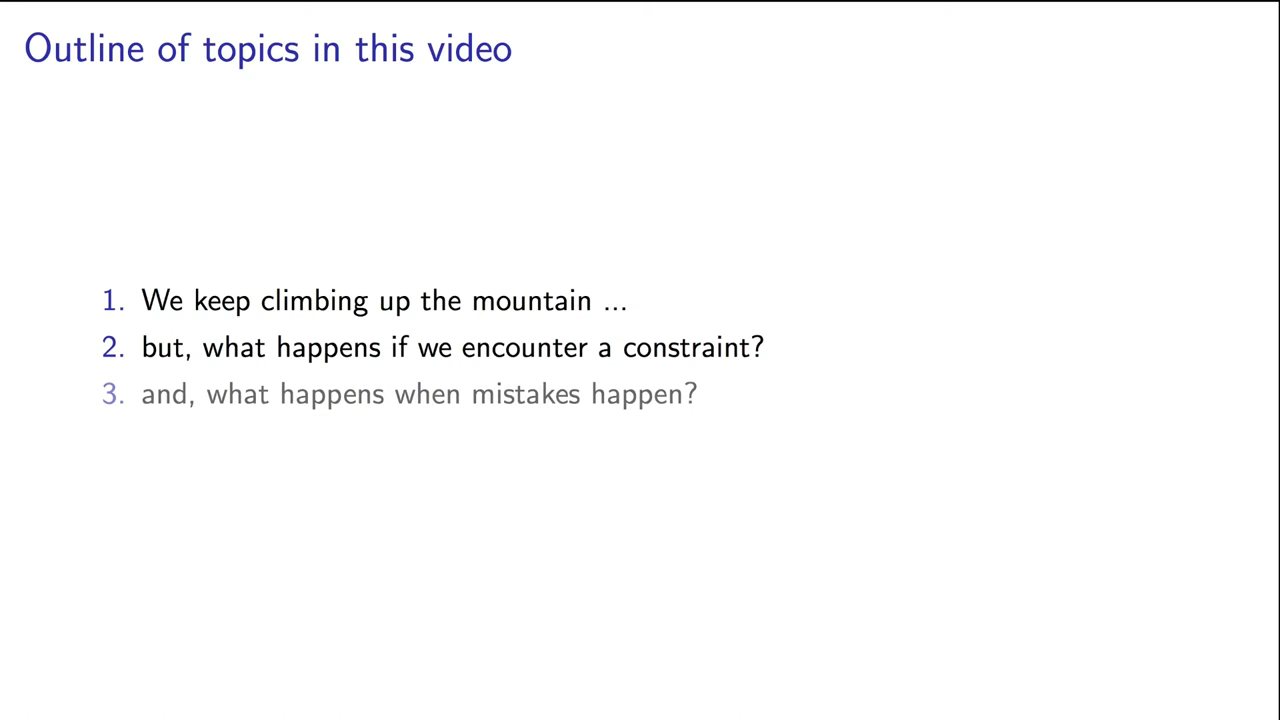 Outline of topics in this video
1. We keep climbing up the mountain ...
2. but, what happens if we encounter a constraint?
3. and, what happens when mistakes happen?